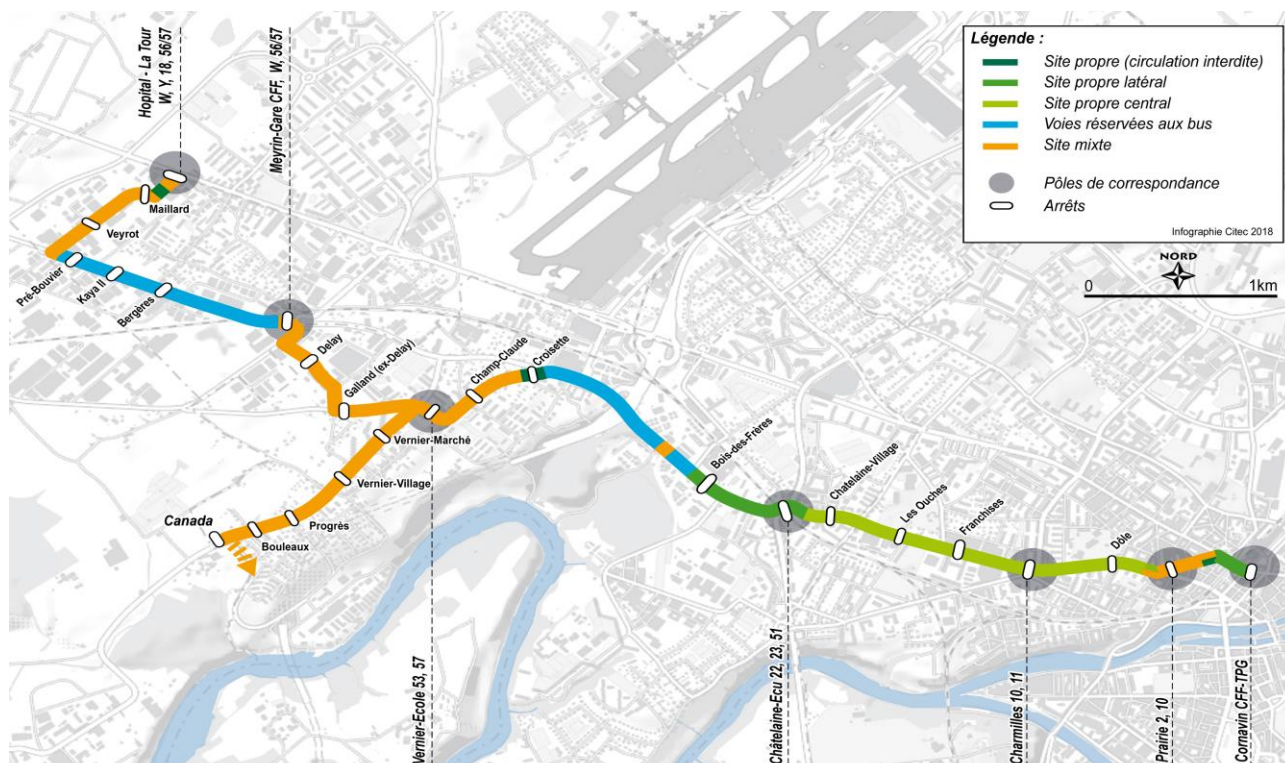 Hopital - La Tour
W, Y, 18, 56/57
Meyrin-Gare CFF, W, 56/57
Légende :
Site propre (circulation interdite)
Site propre latéral
Site propre central
Voies réservées aux bus
Site mixte
Pôles de correspondance
Arrêts
Infographie Citec 2018
NORD
0
1km
Maillard
Veyrot
Pré-Bouvier
Kaya II
Bergères
Delay
Galland (ex-Delay)
Champ-Claude
Croisette
Vernier-Marché
Vernier-Village
Progrès
Bouleaux
Canada
Bois-des-Frères
Chatelaine-Village
Les Ouches
Franchises
Dôle
Vernier-Ecole 53, 57
Châtelaine-Ecu 22, 23, 51
Charmilles 10, 11
Prairie 2, 10
Cornavin CFF-TPG